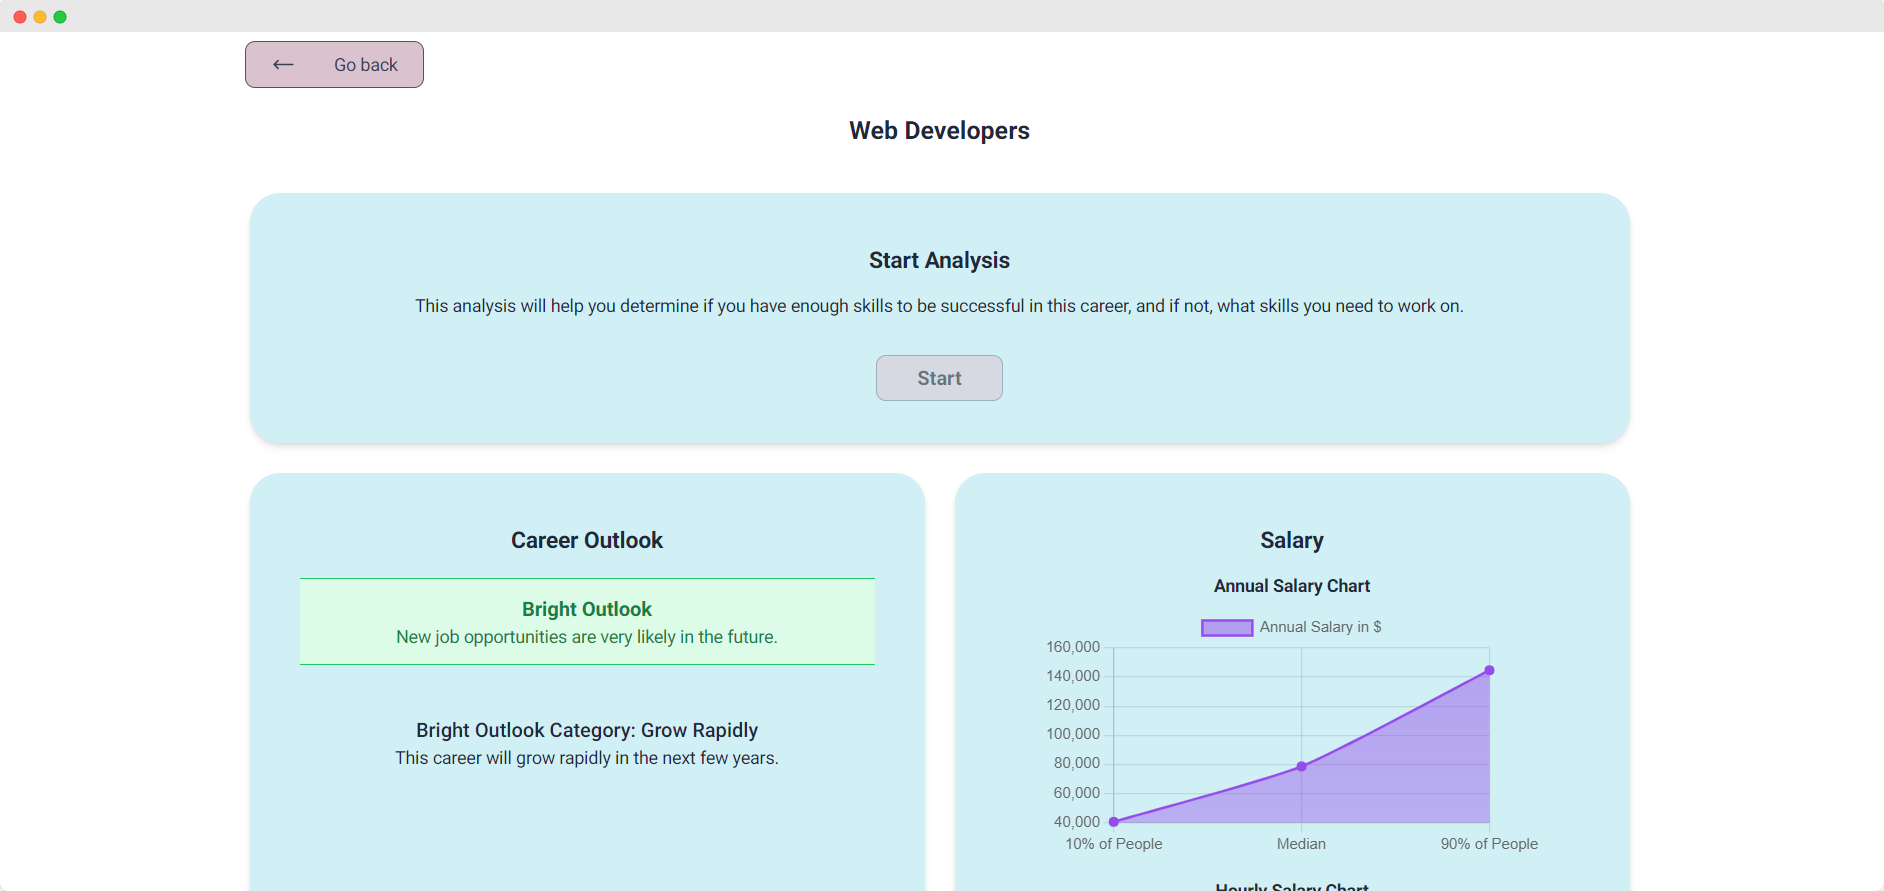 Go back
Web Developers
Start Analysis
This analysis will help you determine if you have enough skills to be successful in this career, and if not, what skills you need to work on.
Start
Career Outlook
Bright Outlook
New job opportunities are very likely in the future.
Bright Outlook Category: Grow Rapidly
This career will grow rapidly in the next few years.
Salary
Annual Salary Chart
Annual Salary in $
160,000
140,000
120,000
100,000
80,000
60,000
40,000
10% of People
Median
90% of People
Hourly Salary Chart